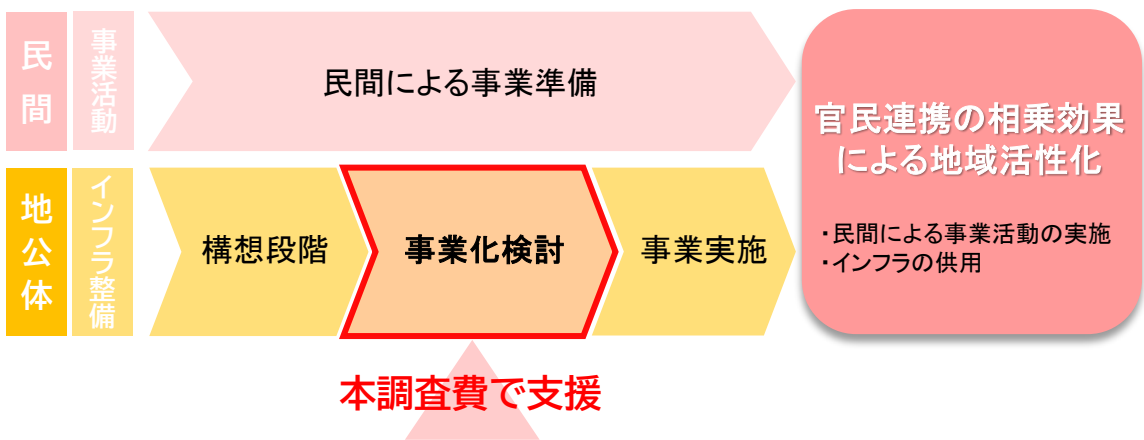 民間
事業活動
民間による事業準備
地公体
インフラ整備
構想段階
事業化検討
事業実施
本調査費で支援
官民連携の相乗効果
による地域活性化
・民間による事業活動の実施
・インフラの供用